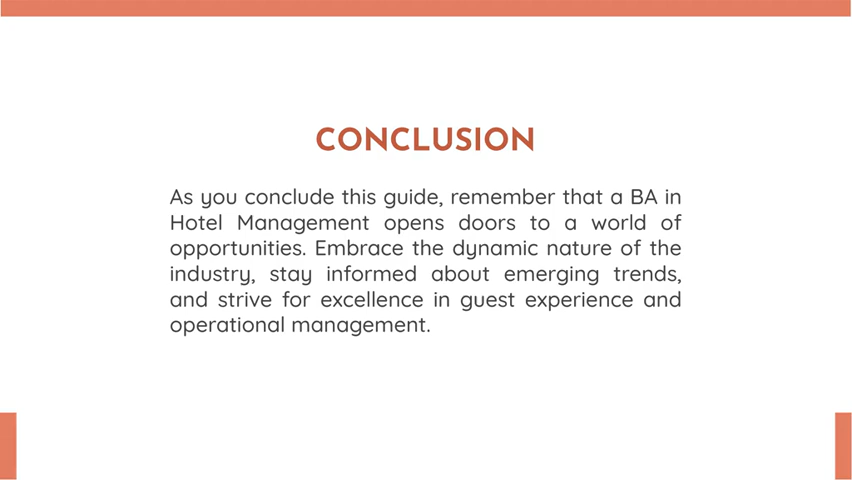 CONCLUSION
As you conclude this guide, remember that a BA in
Hotel Management opens doors to a world of
opportunities. Embrace the dynamic nature of the
industry, stay informed about emerging trends,
and strive for excellence in guest experience and
operational management.